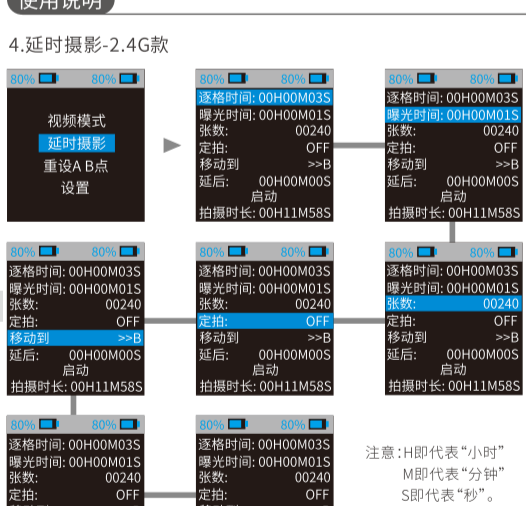 使用说明
4.延时摄影-2.4G款
80% 80%
视频模式
延时摄影
重设A B点
设置
80% 80%
逐格时间: 00H00M03S
曝光时间: 00H00M01S
张数: 00240
定拍: OFF
移动到 >>B
延后: 00H00M00S
启动
拍摄时长: 00H11M58S
80% 80%
逐格时间: 00H00M03S
曝光时间: 00H00M01S
张数: 00240
定拍: OFF
移动到 >>B
延后: 00H00M00S
启动
拍摄时长: 00H11M58S
80% 80%
逐格时间: 00H00M03S
曝光时间: 00H00M01S
张数: 00240
定拍: OFF
移动到 >>B
延后: 00H00M00S
启动
拍摄时长: 00H11M58S
80% 80%
逐格时间: 00H00M03S
曝光时间: 00H00M01S
张数: 00240
定拍: OFF
移动到 >>B
延后: 00H00M00S
启动
拍摄时长: 00H11M58S
80% 80%
逐格时间: 00H00M03S
曝光时间: 00H00M01S
张数: 00240
定拍: OFF
移动到 >>B
延后: 00H00M00S
启动
拍摄时长: 00H11M58S
80% 80%
逐格时间: 00H00M03S
曝光时间: 00H00M01S
张数: 00240
定拍: OFF
80% 80%
逐格时间: 00H00M03S
曝光时间: 00H00M01S
张数: 00240
定拍: OFF
注意:H即代表“小时”
M即代表“分钟”
S即代表“秒”。